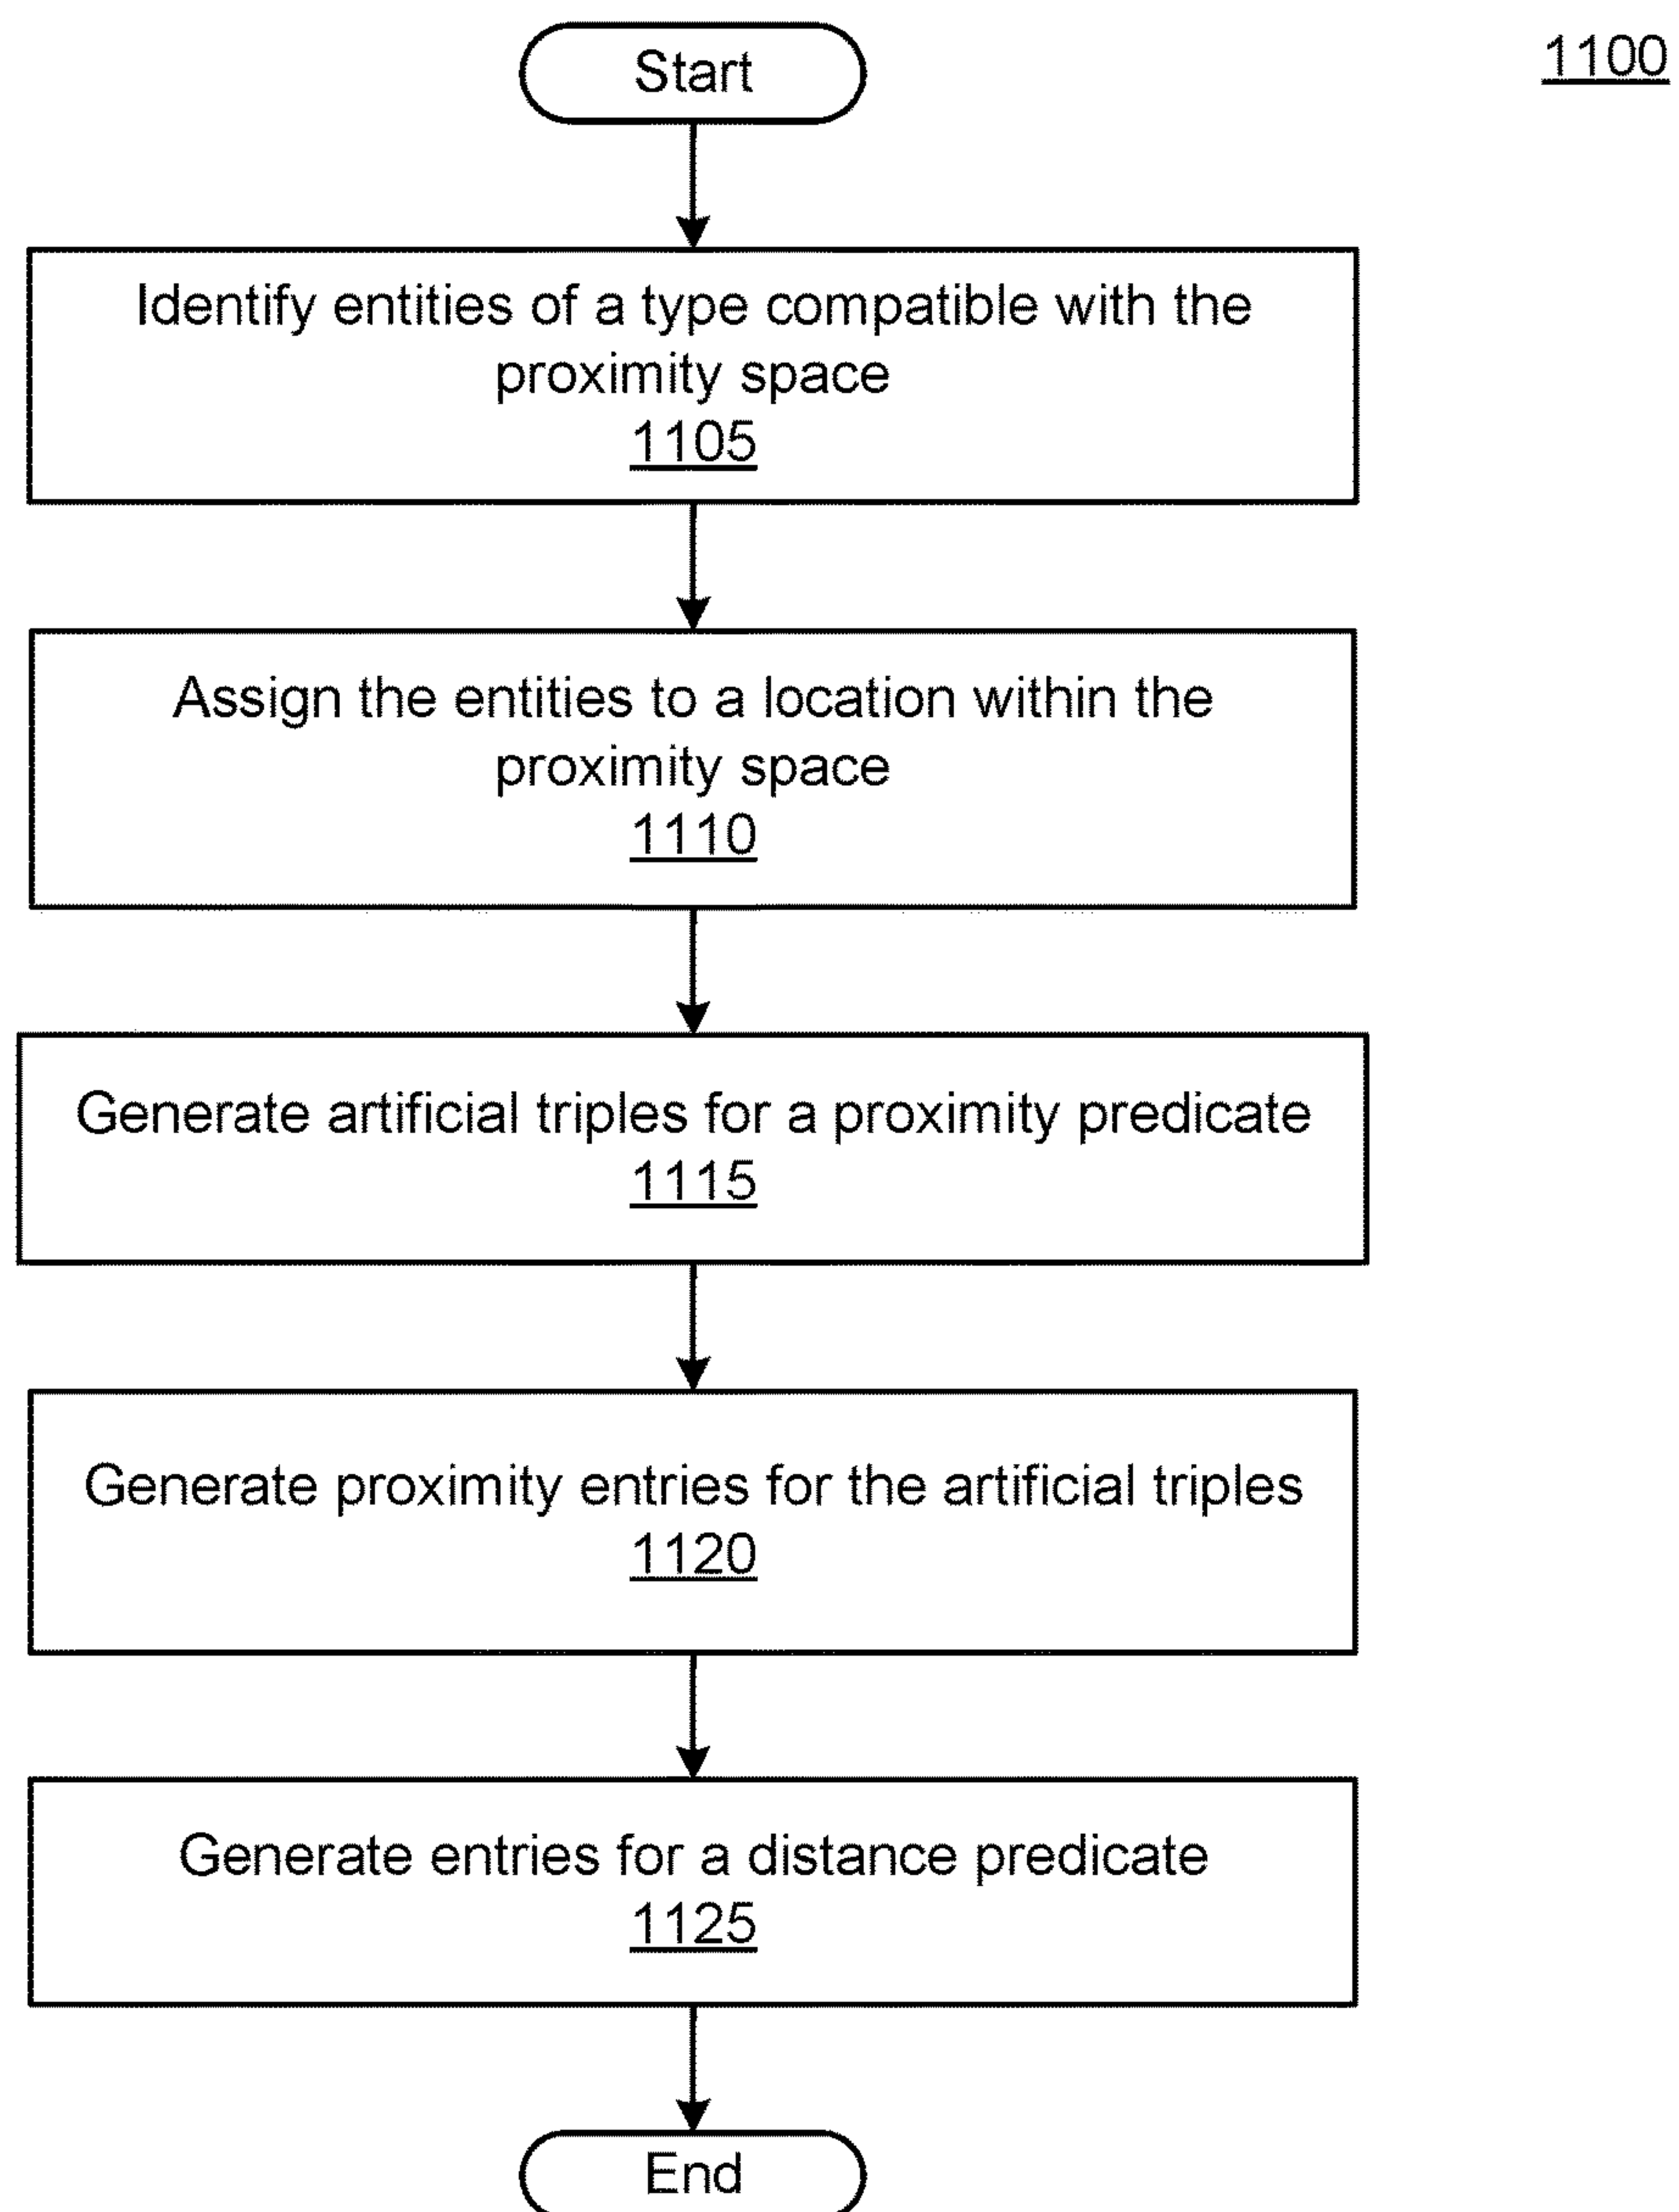 Start
1100
Identify entities of a type compatible with the
proximity space
1105
Assign the entities to a location within the
proximity space
1110
Generate artificial triples for a proximity predicate
1115
Generate proximity entries for the artificial triples
1120
Generate entries for a distance predicate
1125
End